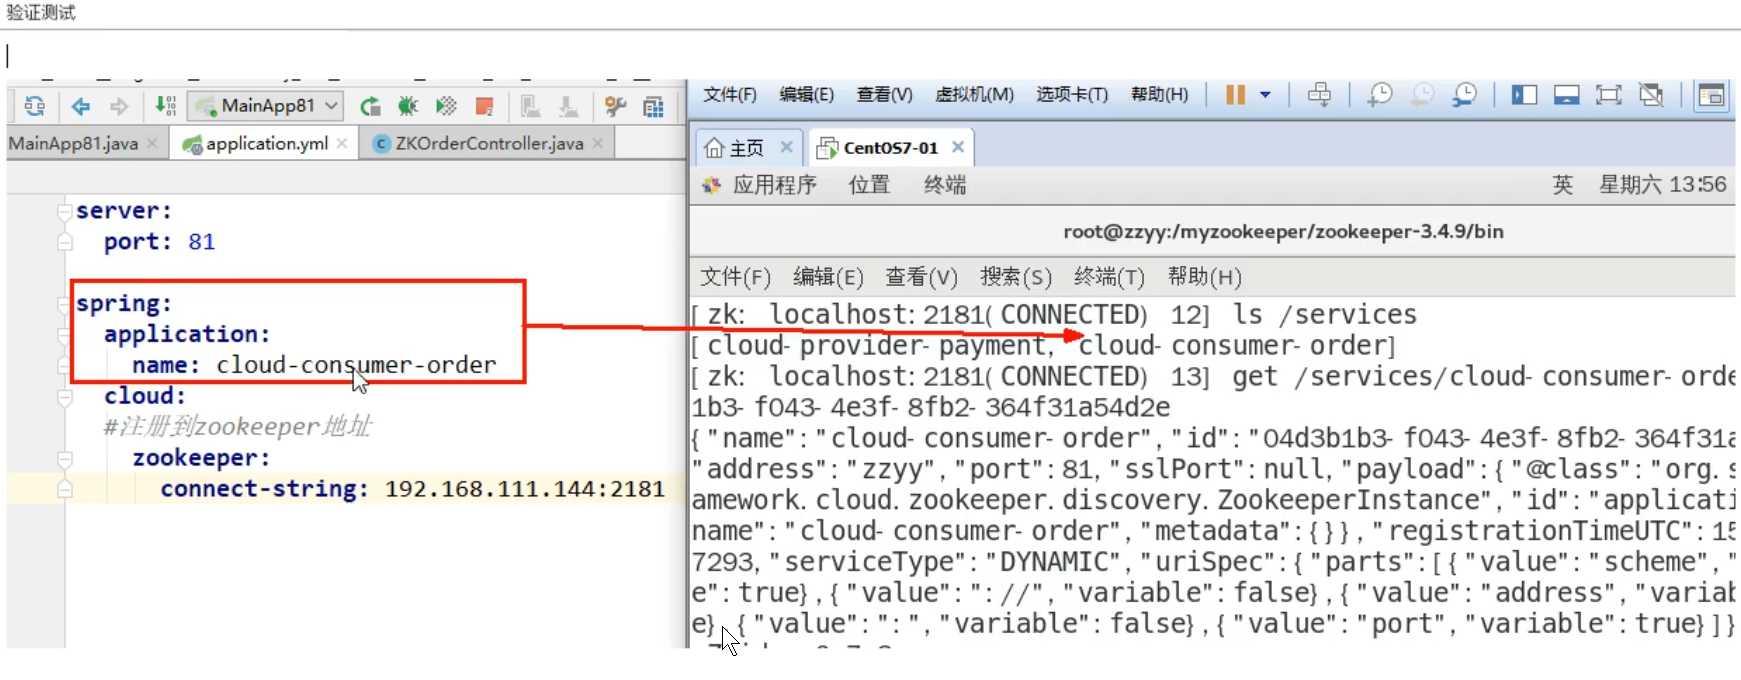 验证测试
MainApp81
MainApp81.java
application.yml
ZKOrderController.java
server:
port: 81
spring:
application:
name: cloud-consumer-order
cloud:
#注册到zookeeper地址
zookeeper:
connect-string: 192.168.111.144:2181
文件(F) 编辑(E) 查看(V) 虚拟机(M) 选项卡(T) 帮助(H)
主页
CentOS7-01
应用程序 位置 终端 英 星期六 13:56
root@zzyy:/myzookeeper/zookeeper-3.4.9/bin
文件(F) 编辑(E) 查看(V) 搜索(S) 终端(T) 帮助(H)
[zk: localhost:2181(CONNECTED) 12] ls /services
[cloud-provider-payment, cloud-consumer-order]
[zk: localhost:2181(CONNECTED) 13] get /services/cloud-consumer-orde
1b3-f043-4e3f-8fb2-364f31a54d2e
{"name":"cloud-consumer-order","id":"04d3b1b3-f043-4e3f-8fb2-364f31a
"address":"zzyy","port":81,"sslPort":null,"payload":{"@class":"org.s
amework.cloud.zookeeper.discovery.ZookeeperInstance","id":"applicati
name":"cloud-consumer-order","metadata":{}},"registrationTimeUTC":15
7293,"serviceType":"DYNAMIC","uriSpec":{"parts":[{"value":"scheme","
e":true},{"value":"://","variable":false},{"value":"address","variab
e},{"value":":","variable":false},{"value":"port","variable":true}]}